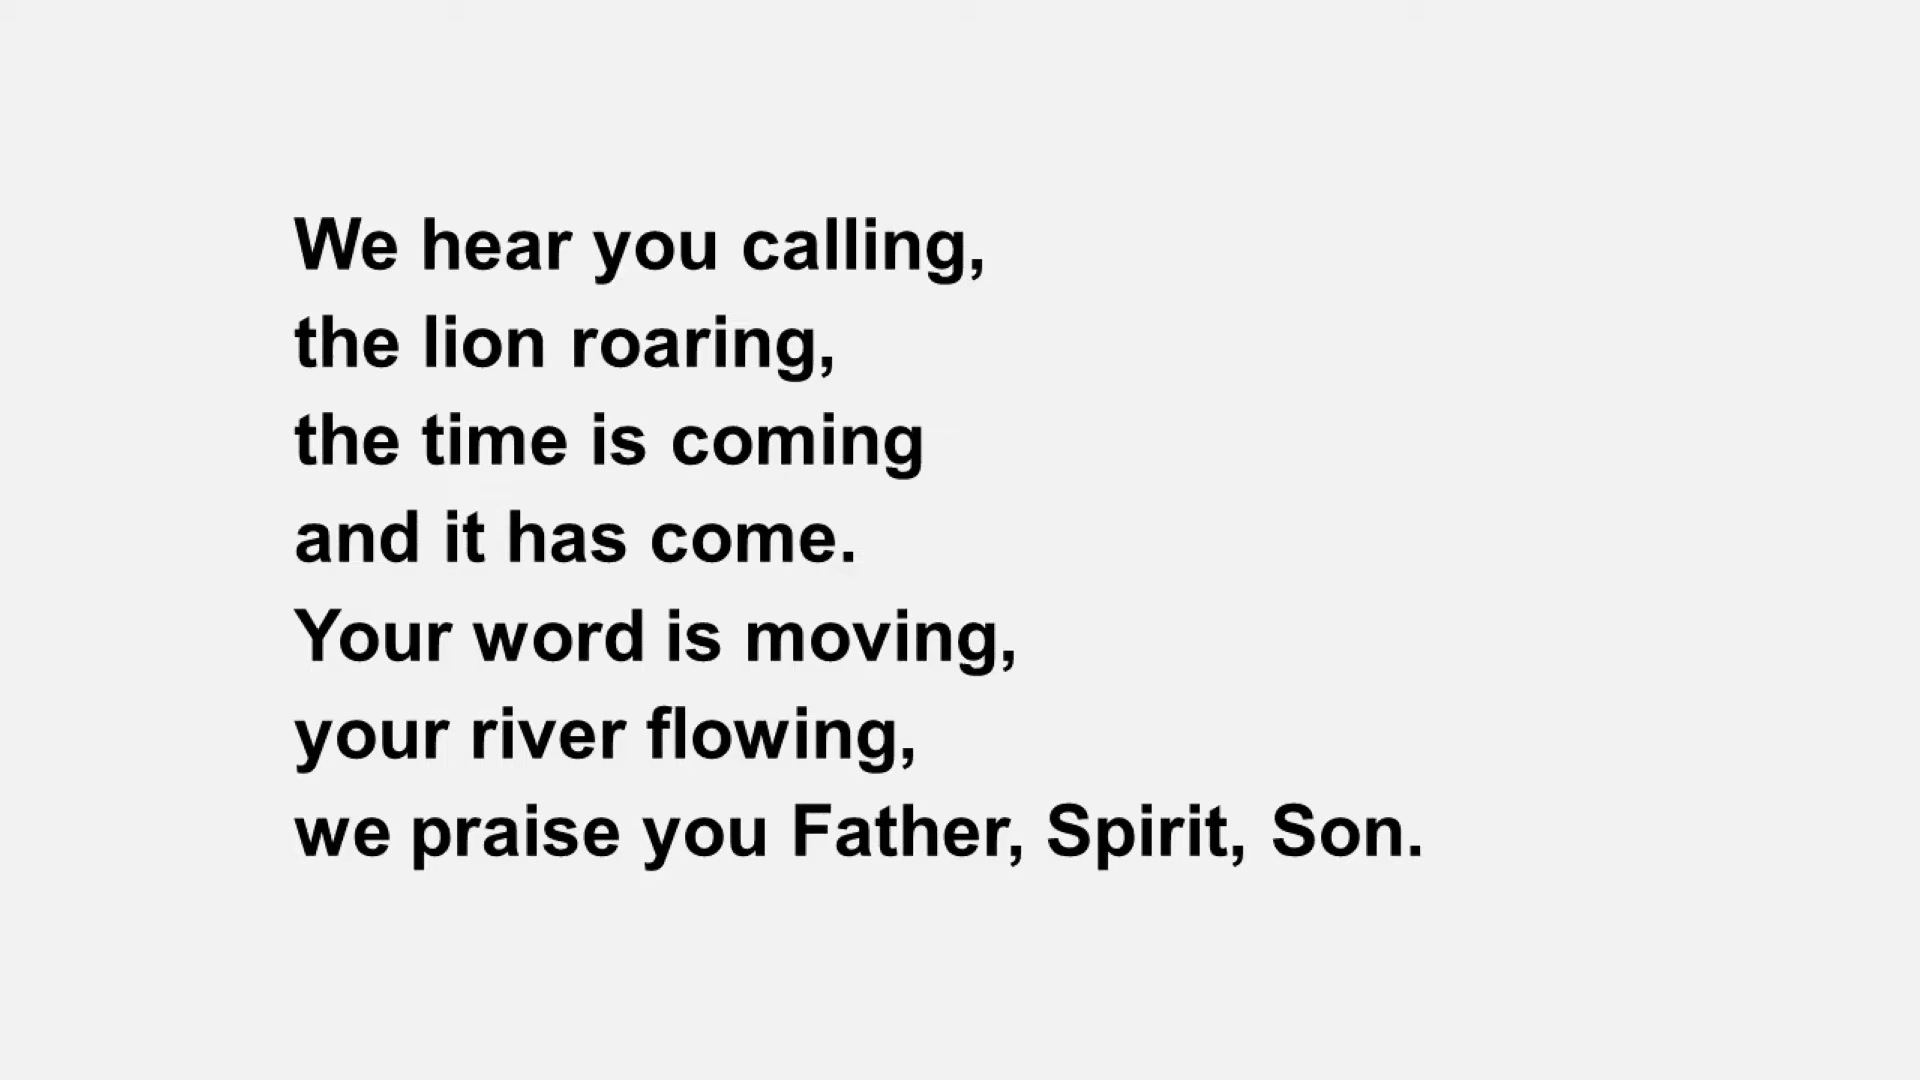 We hear you calling,
the lion roaring,
the time is coming
and it has come.
Your word is moving,
your river flowing,
we praise you Father, Spirit, Son.